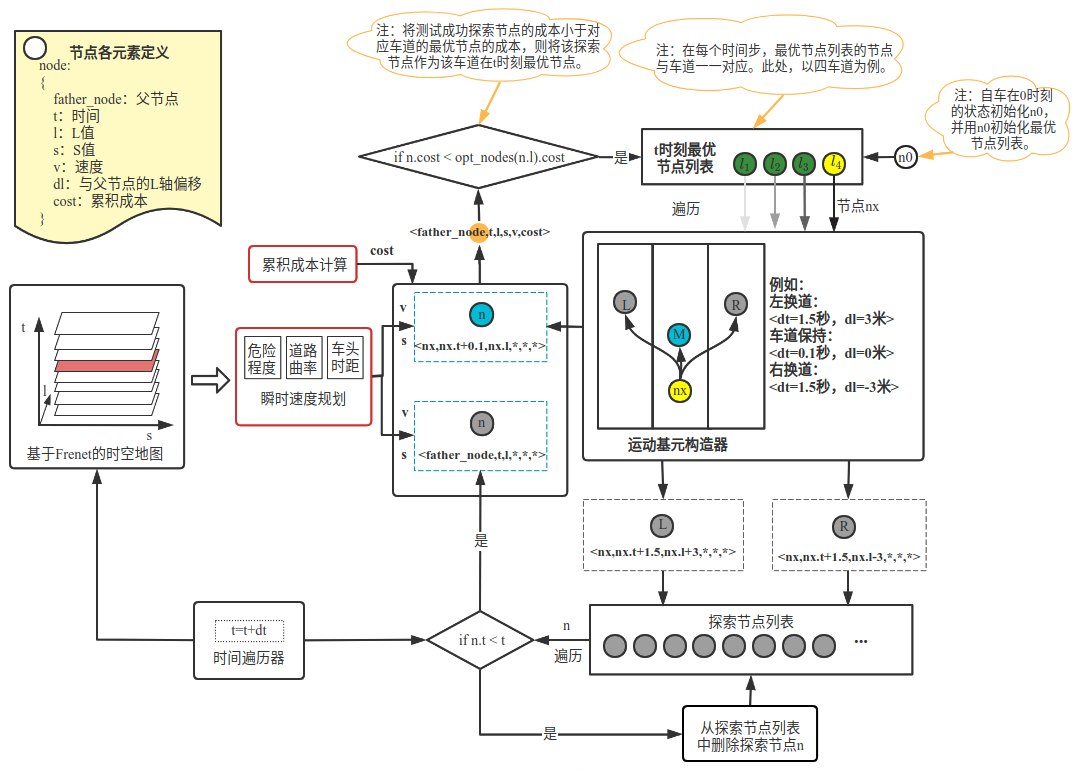 节点各元素定义
node:
{
father_node：父节点
t：时间
l：L值
s：S值
v：速度
dl：与父节点的L轴偏移
cost：累积成本
}
注：将测试成功探索节点的成本小于对
应车道的最优节点的成本，则将该探索
节点作为该车道在t时刻最优节点。
注：在每个时间步，最优节点列表的节点
与车道一一对应。此处，以四车道为例。
注：自车在0时刻
的状态初始化n0，
并用n0初始化最优
节点列表。
if n.cost < opt_nodes(n.l).cost
是
t时刻最优
节点列表
l1
l2
l3
l4
n0
遍历
节点nx
<father_node,t,l,s,v,cost>
累积成本计算
cost
v
s
n
<nx,nx.t+0.1,nx.l,*,*,*>
v
s
n
<father_node,t,l,*,*,*>
危险
程度
道路
曲率
车头
时距
瞬时速度规划
t
l
s
基于Frenet的时空地图
L
M
R
nx
例如：
左换道：
<dt=1.5秒，dl=3米>
车道保持：
<dt=0.1秒，dl=0米>
右换道：
<dt=1.5秒，dl=-3米>
运动基元构造器
L
<nx,nx.t+1.5,nx.l+3,*,*,*>
R
<nx,nx.t+1.5,nx.l-3,*,*,*>
探索节点列表
...
n
遍历
if n.t < t
是
t=t+dt
时间遍历器
是
从探索节点列表
中删除探索节点n